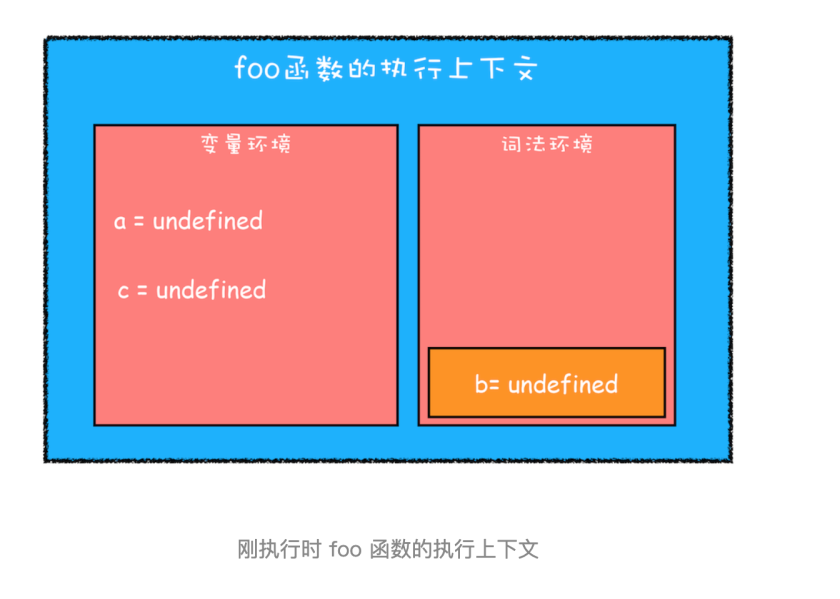 foo函数的执行上下文
变量环境
词法环境
a = undefined
c = undefined
b= undefined
刚执行时 foo 函数的执行上下文